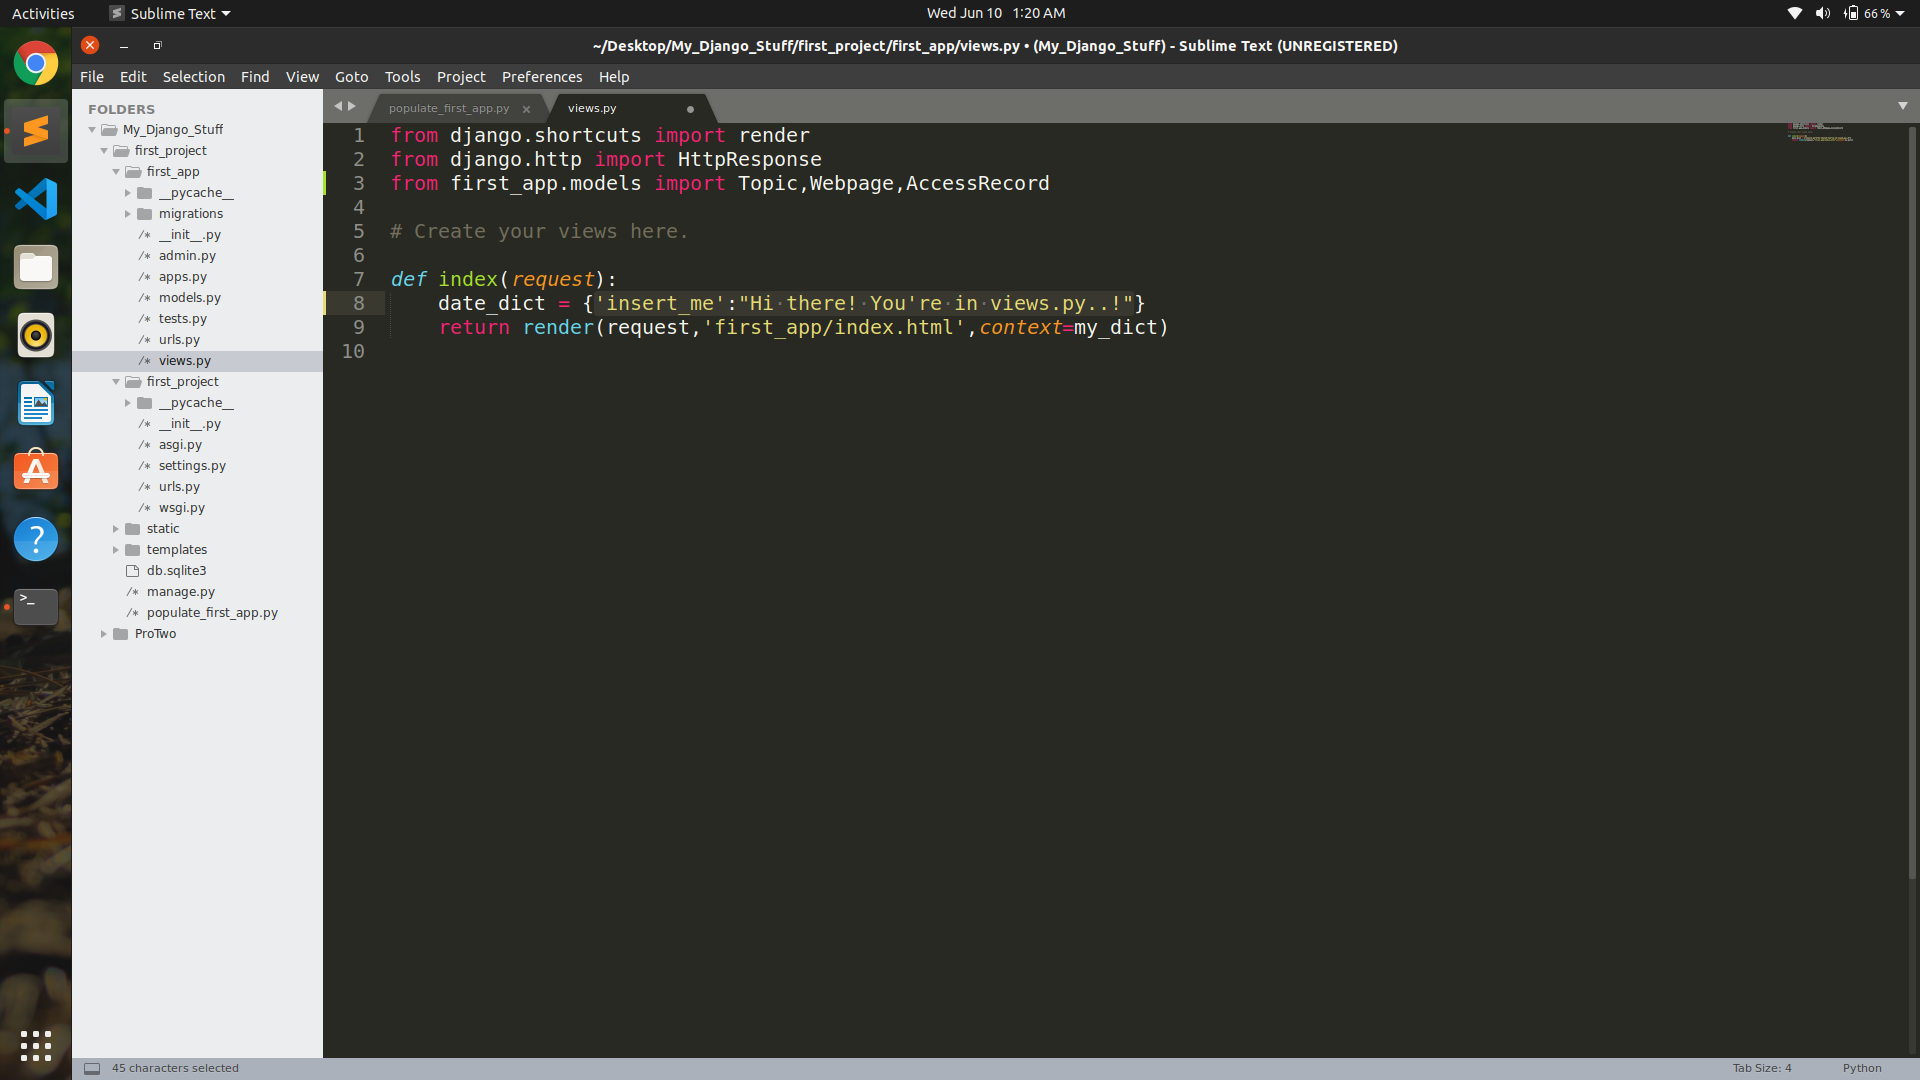 Activities Sublime Text Wed Jun 10 1:20 AM 66 %
~/Desktop/My_Django_Stuff/first_project/first_app/views.py • (My_Django_Stuff) - Sublime Text (UNREGISTERED)
File Edit Selection Find View Goto Tools Project Preferences Help
FOLDERS
My_Django_Stuff
first_project
first_app
__pycache__
migrations
/* __init__.py
/* admin.py
/* apps.py
/* models.py
/* tests.py
/* urls.py
/* views.py
first_project
__pycache__
/* __init__.py
/* asgi.py
/* settings.py
/* urls.py
/* wsgi.py
static
templates
db.sqlite3
/* manage.py
/* populate_first_app.py
ProTwo
populate_first_app.py × views.py
1 from django.shortcuts import render
2 from django.http import HttpResponse
3 from first_app.models import Topic,Webpage,AccessRecord
4
5 # Create your views here.
6
7 def index(request):
8 date_dict = {'insert_me':"Hi there! You're in views.py..!"}
9 return render(request,'first_app/index.html',context=my_dict)
10
45 characters selected Tab Size: 4 Python